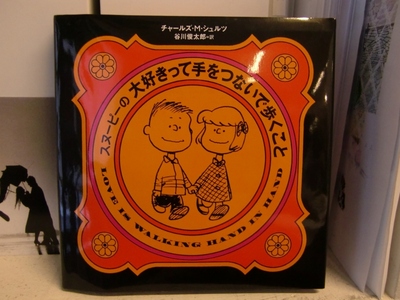 チャールズ・M・シュルツ
谷川俊太郎・訳
スヌーピーの 大好きって手をつないで歩くこと
LOVE IS WALKING HAND IN HAND